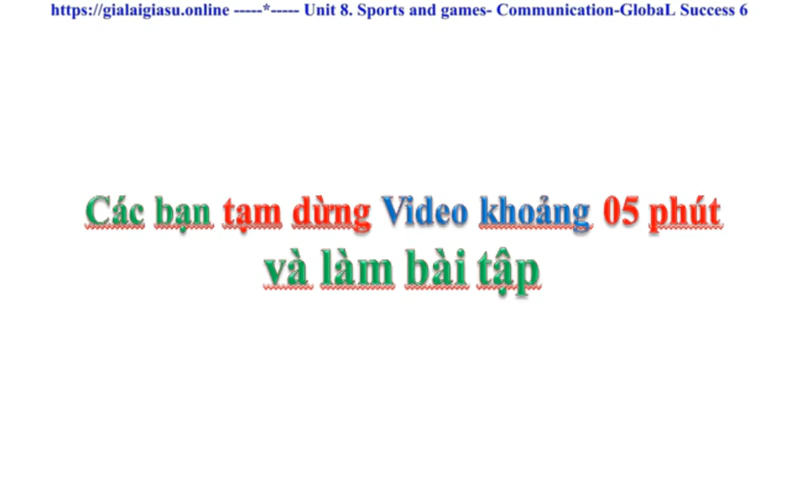 https://gialaigiasu.online -----*----- Unit 8. Sports and games- Communication-GlobaL Success 6
Các bạn tạm dừng Video khoảng 05 phút
và làm bài tập